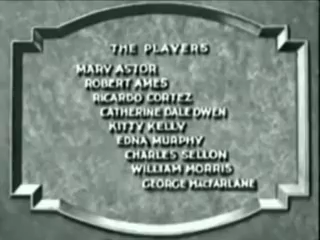 THE PLAYERS
MARY ASTOR
ROBERT AMES
RICARDO CORTEZ
CATHERINE DALE OWEN
KITTY KELLY
EDNA MURPHY
CHARLES SELLON
WILLIAM MORRIS
GEORGE MACFARLANE